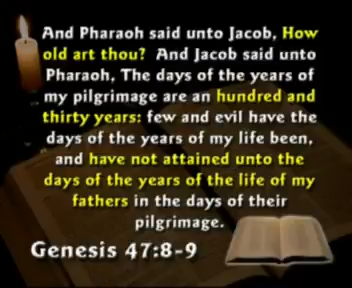 And Pharaoh said unto Jacob, How
old art thou? And Jacob said unto
Pharaoh, The days of the years of
my pilgrimage are an hundred and
thirty years: few and evil have the
days of the years of my life been,
and have not attained unto the
days of the years of the life of my
fathers in the days of their
pilgrimage.
Genesis 47:8-9